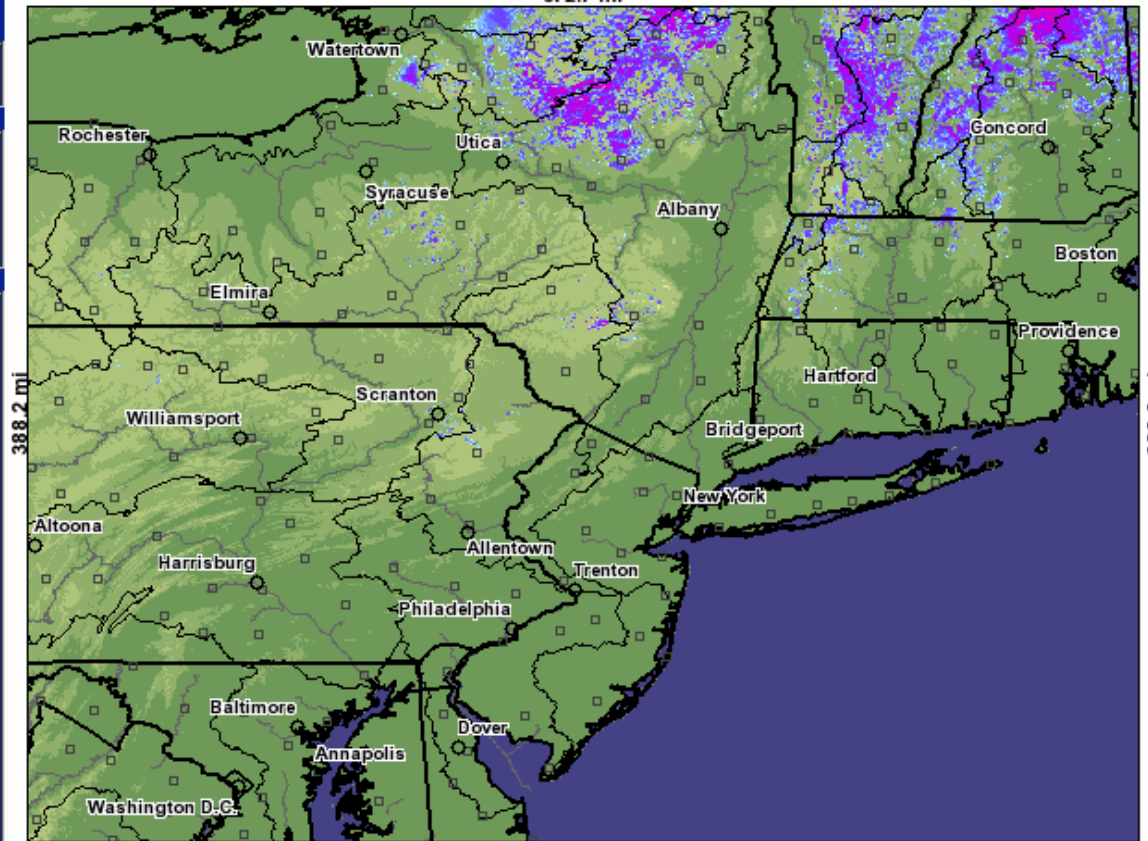 Watertown
Rochester
Utica
Concord
Syracuse
Albany
Boston
Elmira
Providence
Hartford
388.2 mi
Scranton
Williamsport
Bridgeport
New York
Altoona
Allentown
Harrisburg
Trenton
Philadelphia
Baltimore
Dover
Annapolis
Washington D.C.